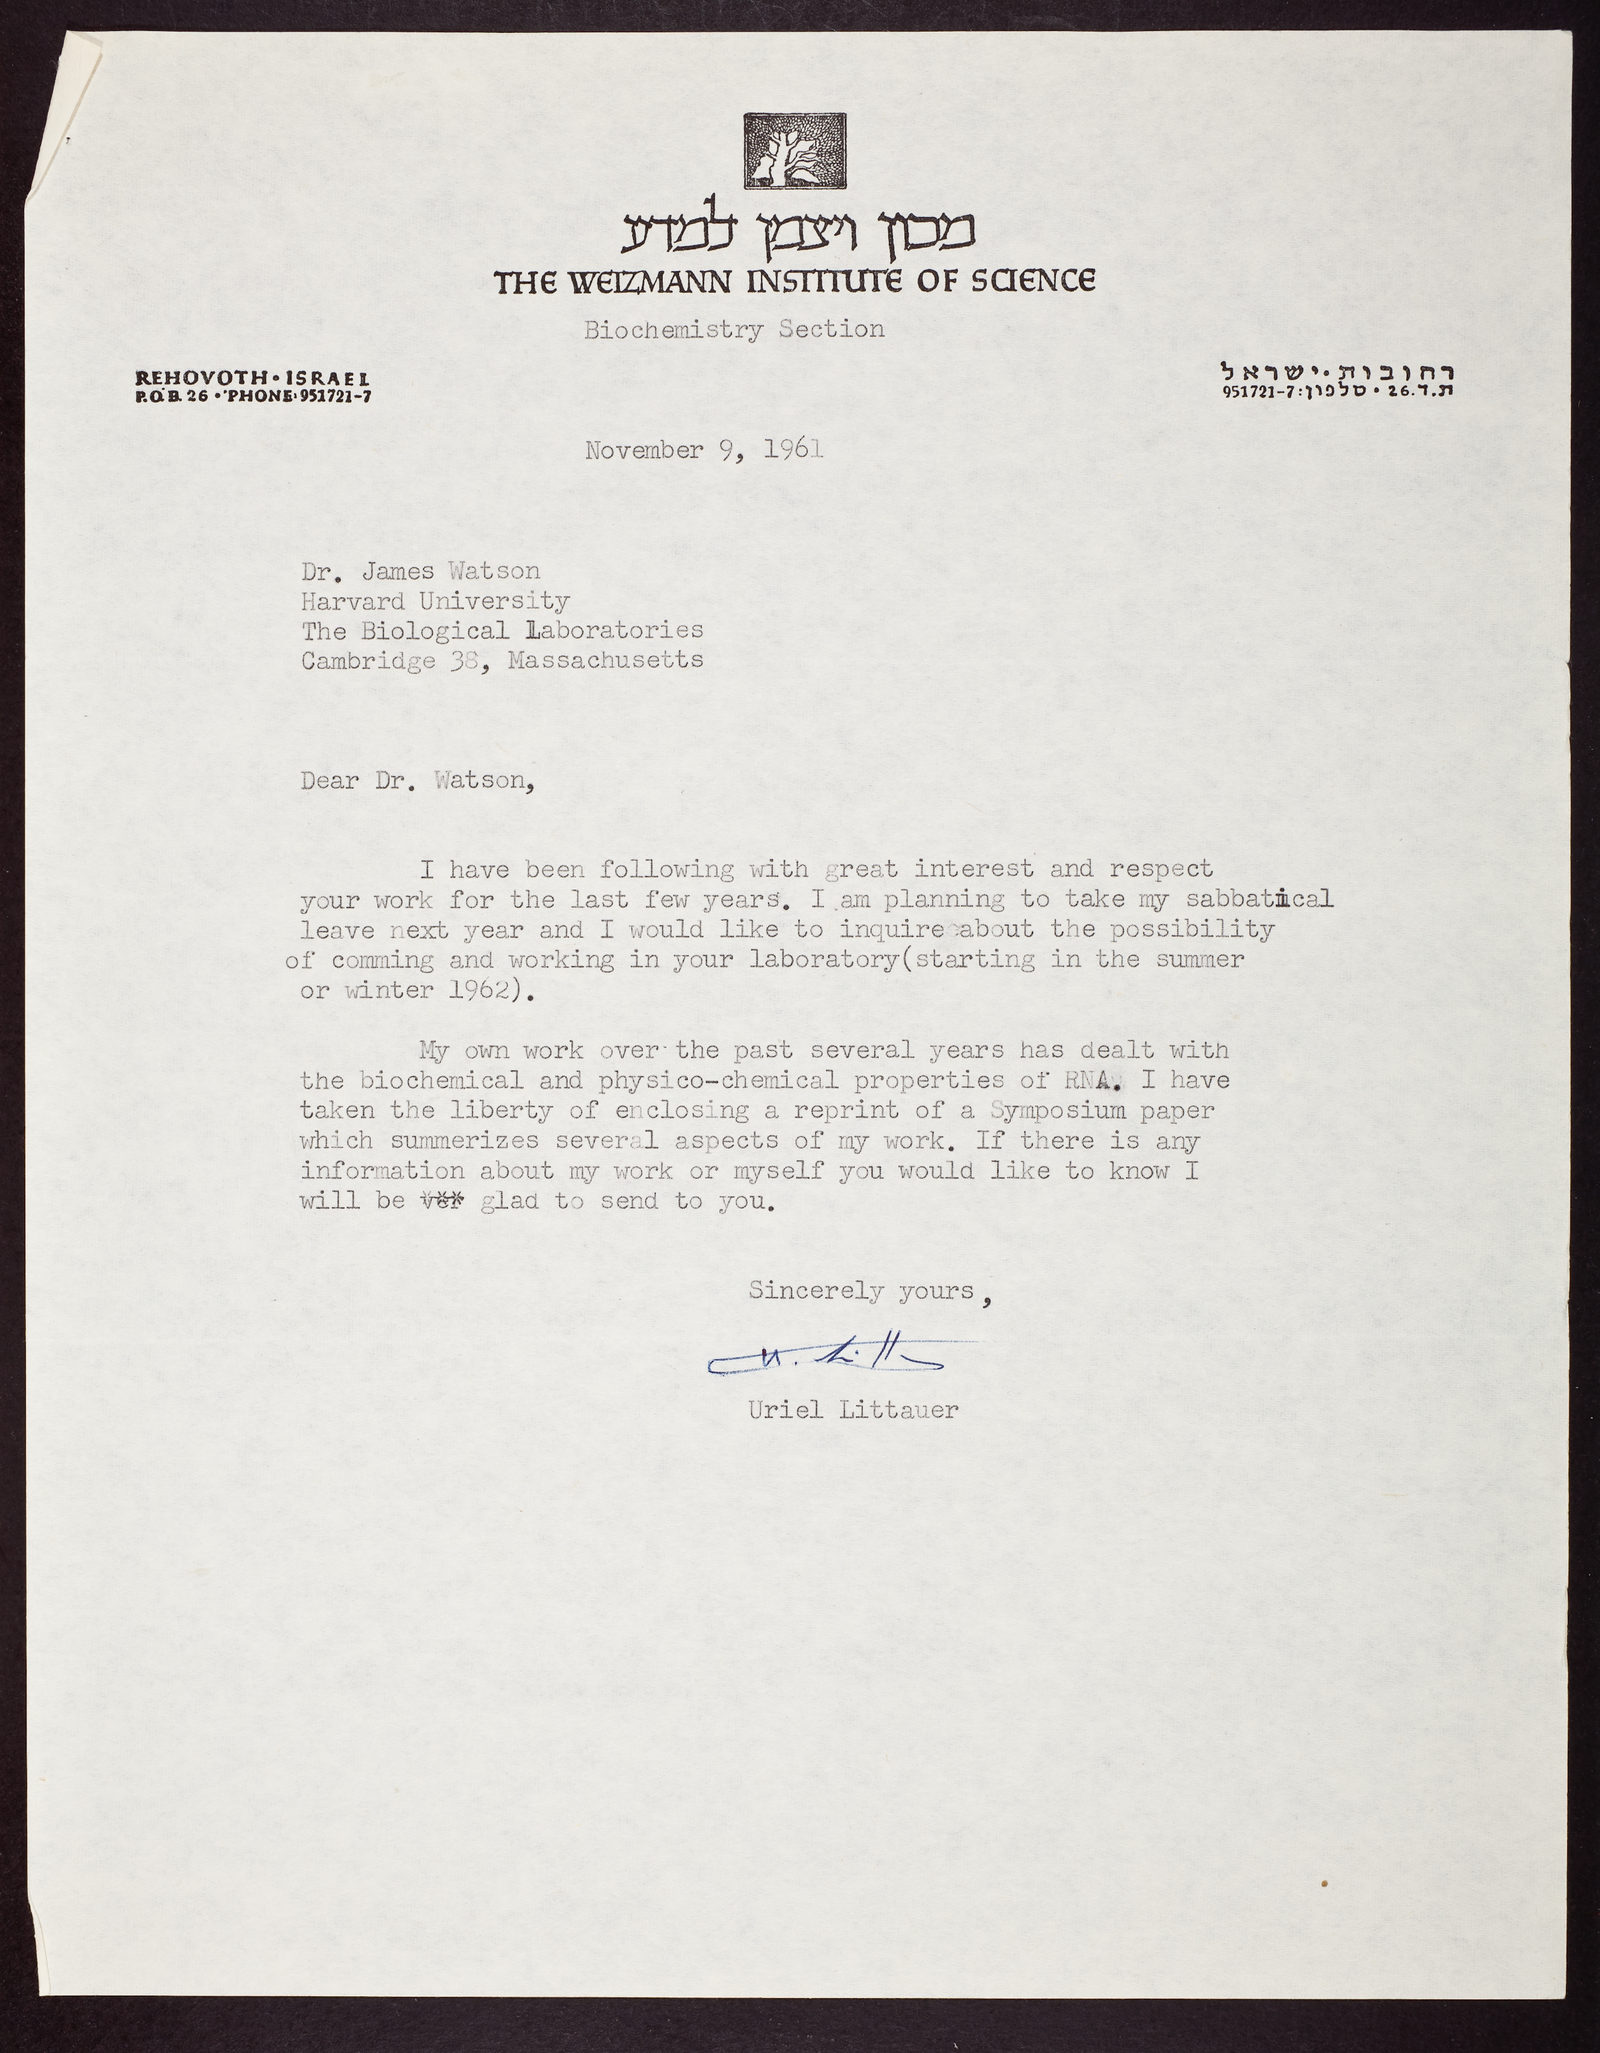 מכון ויצמן למדע
THE WEIZMANN INSTITUTE OF SCIENCE
Biochemistry Section
REHOVOTH • ISRAEL
P.O.B. 26 • PHONE: 951721-7
רחובות • ישראל
ת.ד. 26 • טלפון: 951721-7
November 9, 1961
Dr. James Watson
Harvard University
The Biological Laboratories
Cambridge 38, Massachusetts
Dear Dr. Watson,
I have been following with great interest and respect
your work for the last few years. I am planning to take my sabbatical
leave next year and I would like to inquire about the possibility
of comming and working in your laboratory(starting in the summer
or winter 1962).
My own work over the past several years has dealt with
the biochemical and physico-chemical properties of RNA. I have
taken the liberty of enclosing a reprint of a Symposium paper
which summerizes several aspects of my work. If there is any
information about my work or myself you would like to know I
will be ver glad to send to you.
Sincerely yours,
U. Litt
Uriel Littauer